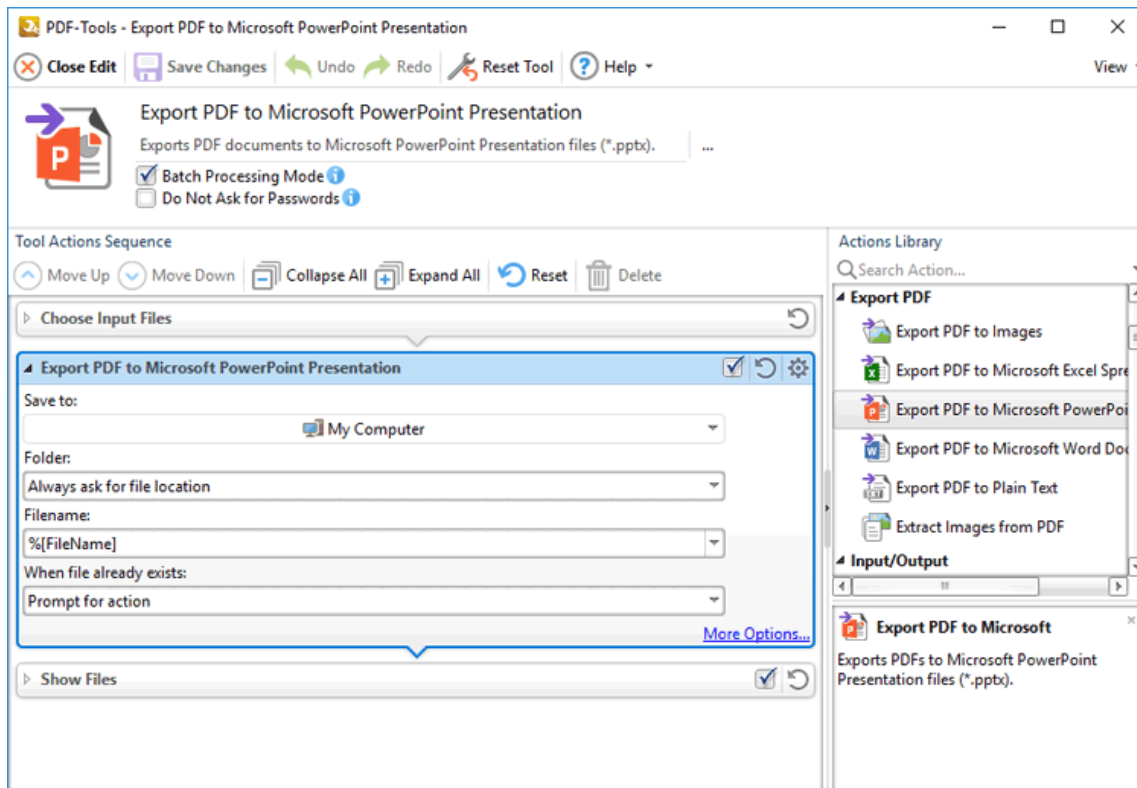 PDF-Tools - Export PDF to Microsoft PowerPoint Presentation
Close Edit Save Changes Undo Redo Reset Tool Help View
Export PDF to Microsoft PowerPoint Presentation
Exports PDF documents to Microsoft PowerPoint Presentation files (*.pptx). ...
Batch Processing Mode
Do Not Ask for Passwords
Tool Actions Sequence
Move Up Move Down Collapse All Expand All Reset Delete
Choose Input Files
Export PDF to Microsoft PowerPoint Presentation
Save to:
My Computer
Folder:
Always ask for file location
Filename:
%[FileName]
When file already exists:
Prompt for action
More Options...
Show Files
Actions Library
Search Action...
Export PDF
Export PDF to Images
Export PDF to Microsoft Excel Spre
Export PDF to Microsoft PowerPoi
Export PDF to Microsoft Word Do
Export PDF to Plain Text
Extract Images from PDF
Input/Output
Export PDF to Microsoft
Exports PDFs to Microsoft PowerPoint
Presentation files (*.pptx).